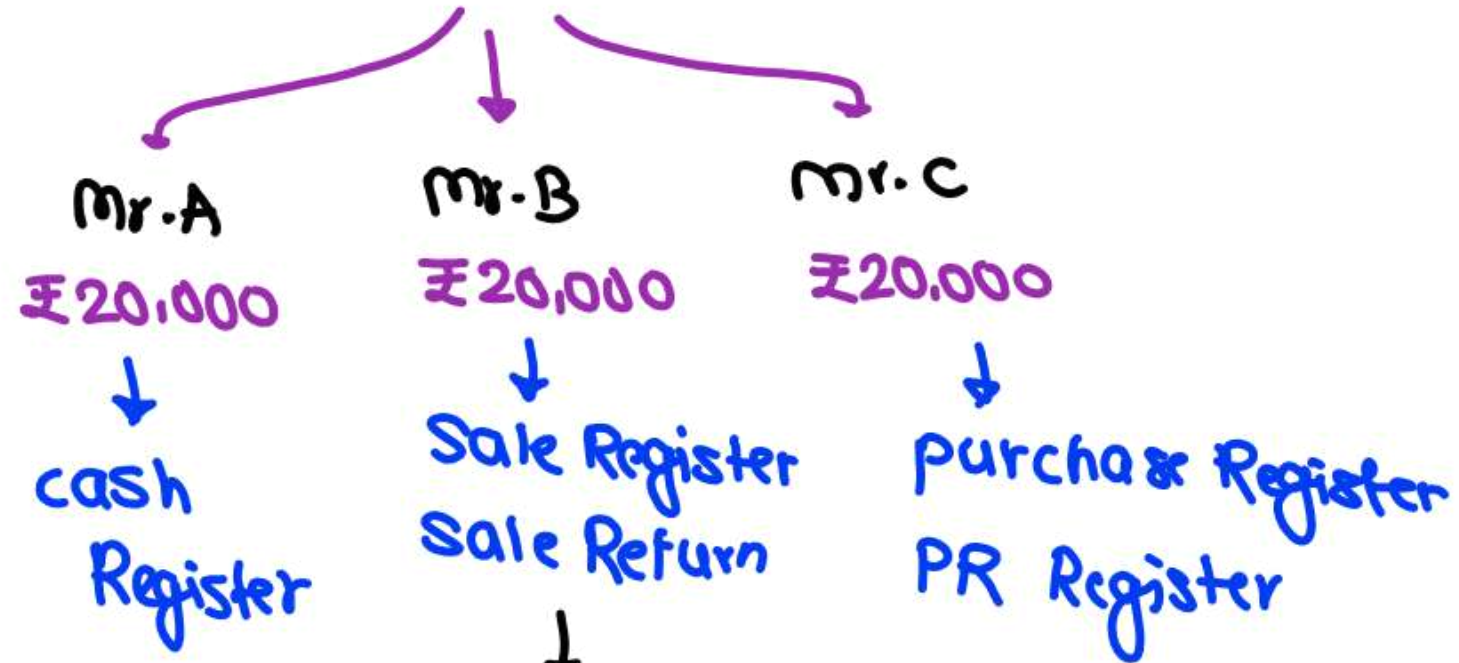 Mr.A
Mr.B
Mr.C
₹20,000
₹20,000
₹20,000
cash
Register
Sale Register
Sale Return
purchase Register
PR Register